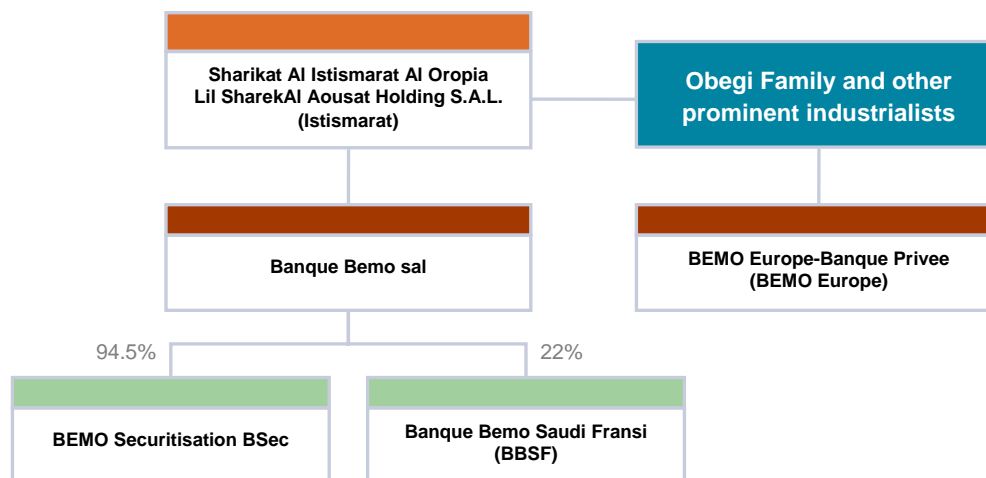 Sharikat Al Istismarat Al Oropia
Lil SharekAl Aousat Holding S.A.L.
(Istismarat)
Obegi Family and other
prominent industrialists
Banque Bemo sal
BEMO Europe-Banque Privee
(BEMO Europe)
94.5%
22%
BEMO Securitisation BSec
Banque Bemo Saudi Fransi
(BBSF)